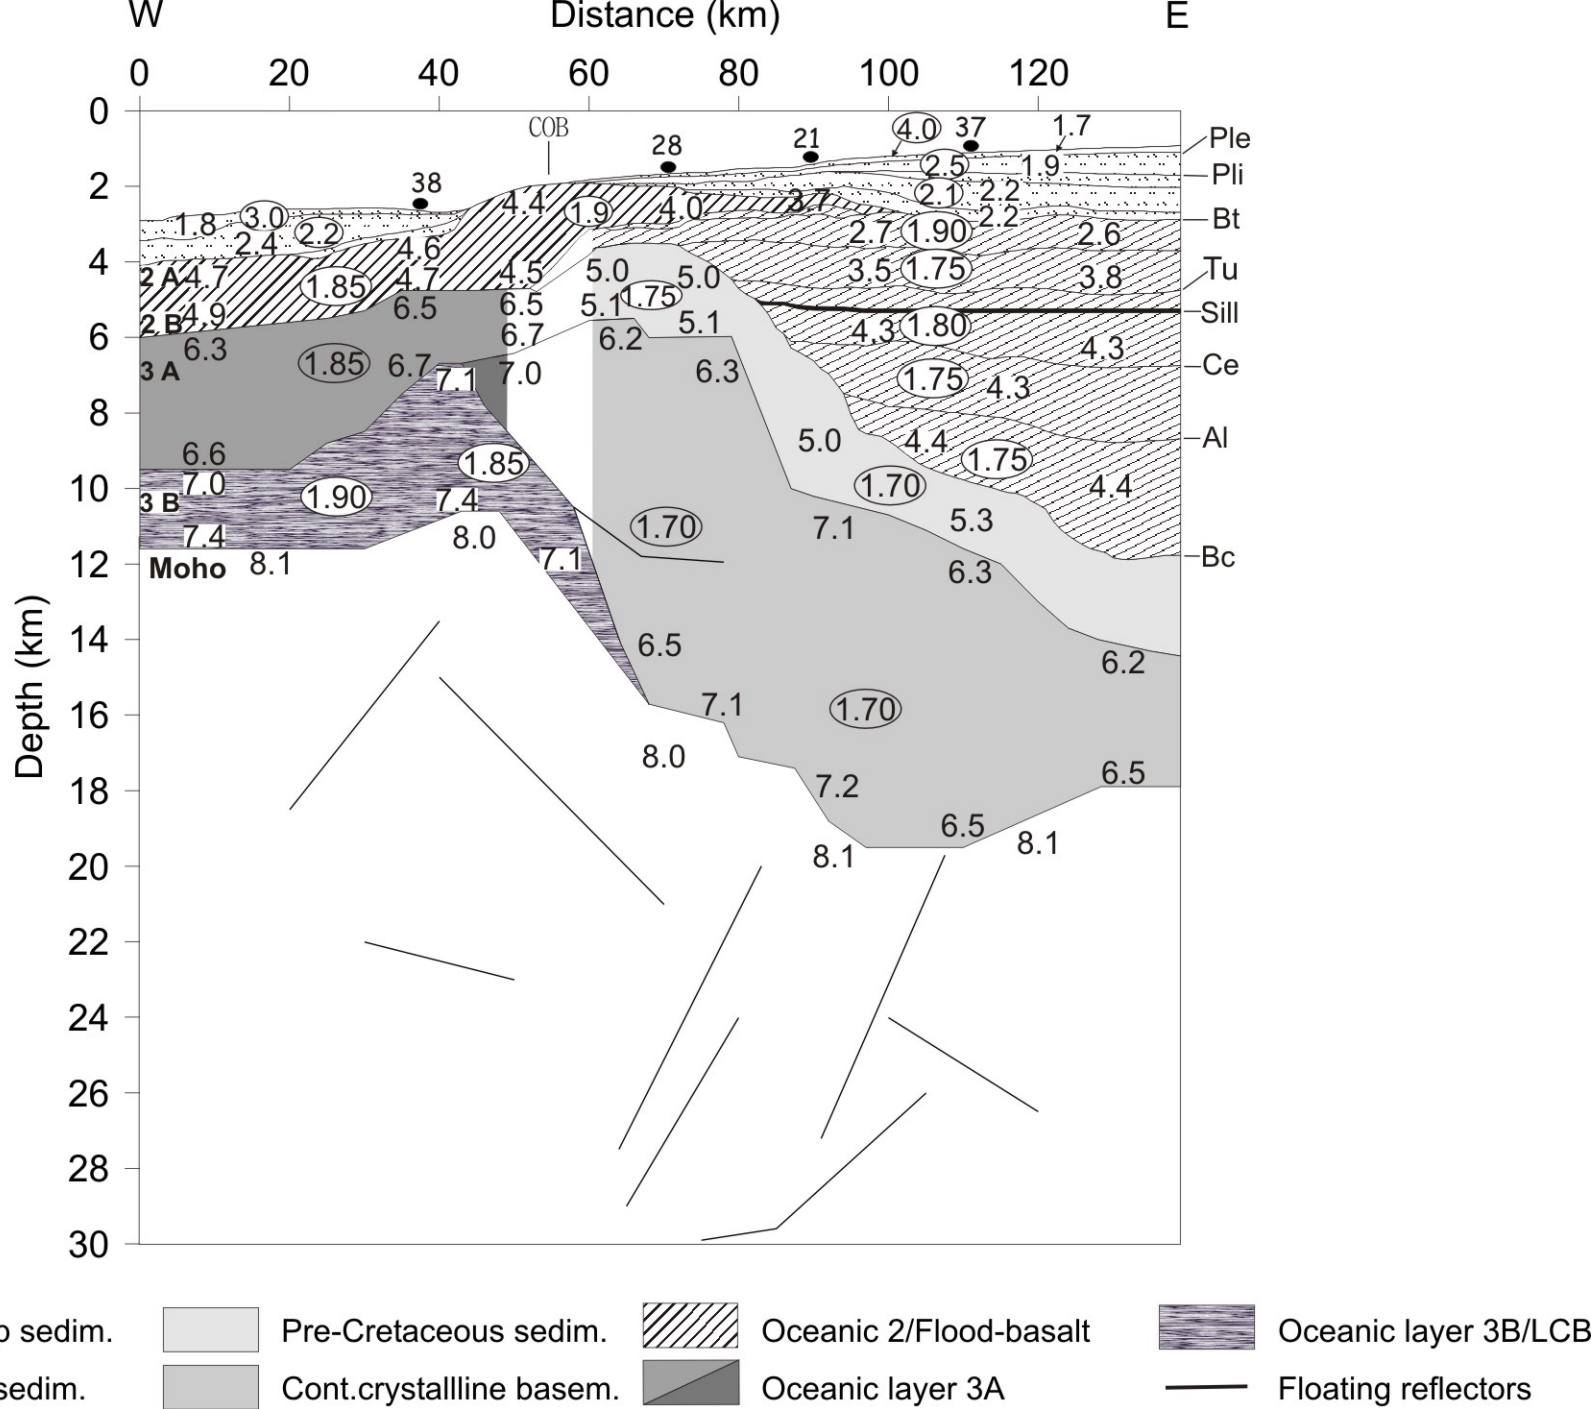 W Distance (km) E
0 20 40 60 80 100 120
0
COB
4.0 37 1.7
28 21
Ple
2.5 1.9
Pli
2
38
4.4 1.9 4.0 3.7 2.1 2.2
1.8 3.0 2.2
2.2 Bt
2.4 4.6
2.7 1.90 2.6
4
2 A 4.7 1.85 4.7 4.5 5.0 1.75 5.0 3.5 1.75 3.8
Tu
4.9 6.5 6.5 5.1 5.1
Sill
2 B
4.3 1.80 4.3
6
6.3 6.7 6.2
3 A 1.85 6.7 7.1 7.0 6.3
Ce
1.75 4.3
8
6.6 1.85 5.0 4.4 1.75
Al
7.0
10
3 B 1.90 7.4 1.70 4.4
7.4 8.0 1.70 7.1 5.3
12
Moho 8.1 7.1 6.3
Bc
Depth (km)
14
6.5 6.2
16
7.1 1.70
8.0
18
7.2 6.5
6.5
20
8.1 8.1
22
24
26
28
30
sedim. Pre-Cretaceous sedim. Oceanic 2/Flood-basalt Oceanic layer 3B/LCB
sedim. Cont.crystallline basem. Oceanic layer 3A Floating reflectors